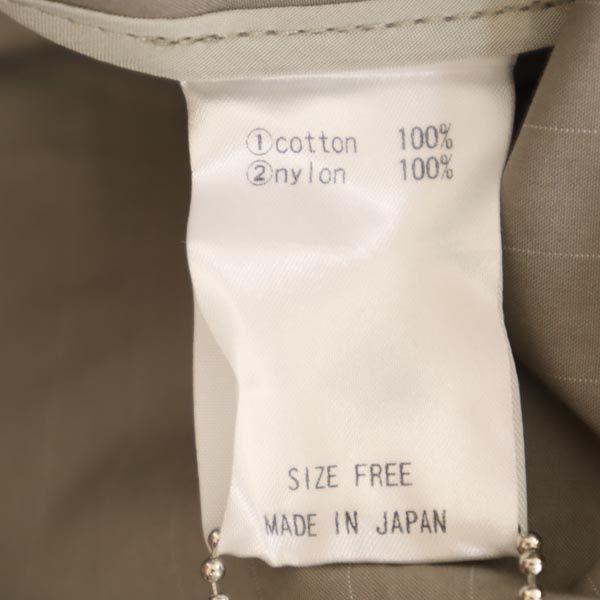 ①cotton 100%
②nylon 100%
SIZE FREE
MADE IN JAPAN